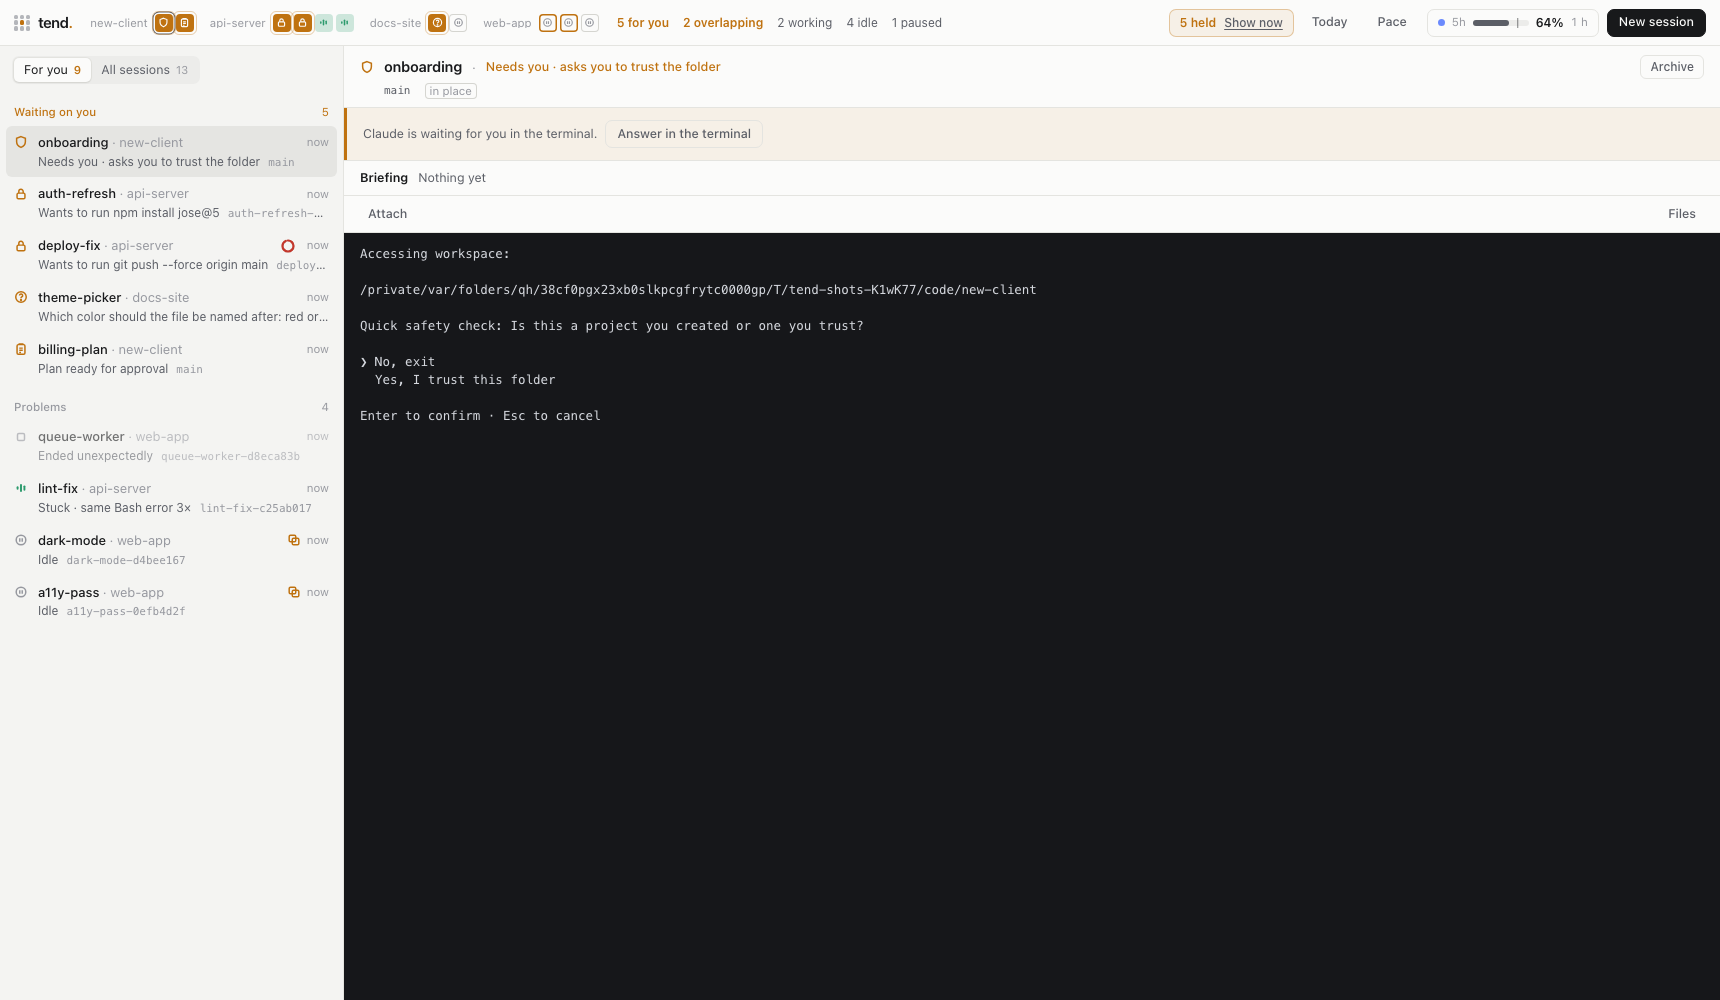 tend. new-client api-server docs-site web-app 5 for you 2 overlapping 2 working 4 idle 1 paused 5 held Show now Today Pace 5h 64% 1 h New session
For you 9 All sessions 13
Waiting on you 5
onboarding · new-client now
Needs you · asks you to trust the folder main
auth-refresh · api-server now
Wants to run npm install jose@5 auth-refresh-…
deploy-fix · api-server now
Wants to run git push --force origin main deploy…
theme-picker · docs-site now
Which color should the file be named after: red or…
billing-plan · new-client now
Plan ready for approval main
Problems 4
queue-worker · web-app now
Ended unexpectedly queue-worker-d8eca83b
lint-fix · api-server now
Stuck · same Bash error 3× lint-fix-c25ab017
dark-mode · web-app now
Idle dark-mode-d4bee167
a11y-pass · web-app now
Idle a11y-pass-0efb4d2f
onboarding · Needs you · asks you to trust the folder Archive
main in place
Claude is waiting for you in the terminal. Answer in the terminal
Briefing Nothing yet
Attach Files
Accessing workspace:
/private/var/folders/qh/38cf0pgx23xb0slkpcgfrytc0000gp/T/tend-shots-K1wK77/code/new-client
Quick safety check: Is this a project you created or one you trust?
❯ No, exit
Yes, I trust this folder
Enter to confirm · Esc to cancel